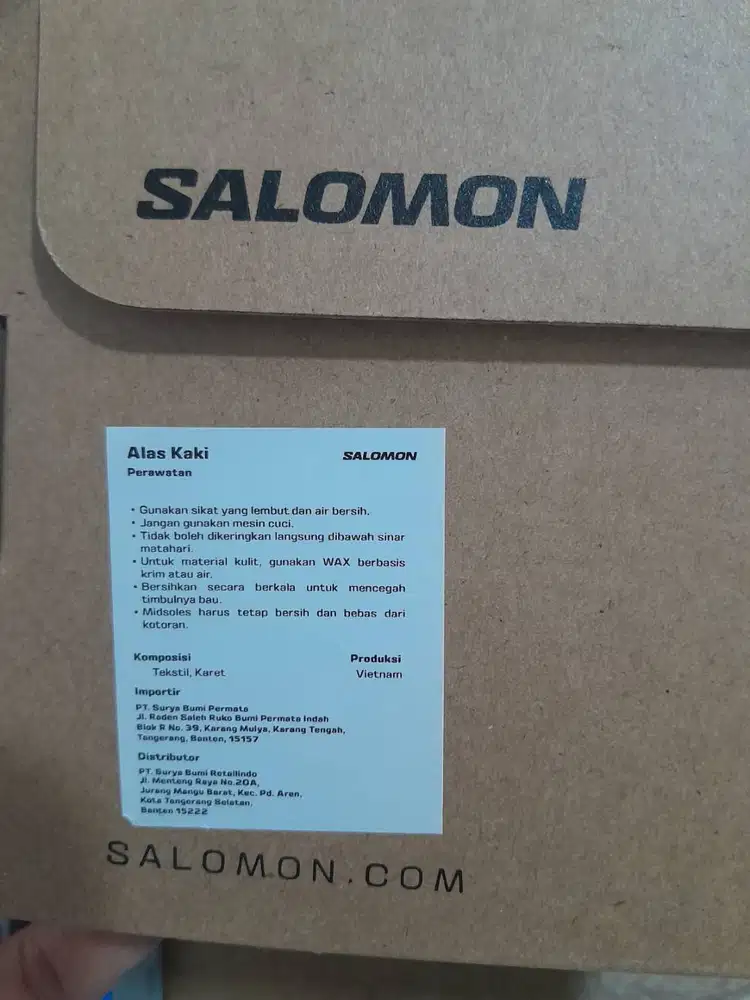 SALOMON
Alas Kaki
SALOMON
Perawatan
• Gunakan sikat yang lembut dan air bersih.
• Jangan gunakan mesin cuci.
• Tidak boleh dikeringkan langsung dibawah sinar
matahari.
• Untuk material kulit, gunakan WAX berbasis
krim atau air.
• Bersihkan secara berkala untuk mencegah
timbulnya bau.
• Midsoles harus tetap bersih dan bebas dari
kotoran.
Komposisi
Produksi
Tekstil, Karet
Vietnam
Importir
PT. Surya Bumi Permata
Jl. Raden Saleh Ruko Bumi Permata Indah
Blok R No. 39, Karang Mulya, Karang Tengah,
Tangerang, Banten, 15157
Distributor
PT. Surya Bumi Retailindo
Jl. Menteng Raya No.20A,
Jurang Mangu Barat, Kec. Pd. Aren,
Kota Tangerang Selatan,
Banten 15222
SALOMON.COM